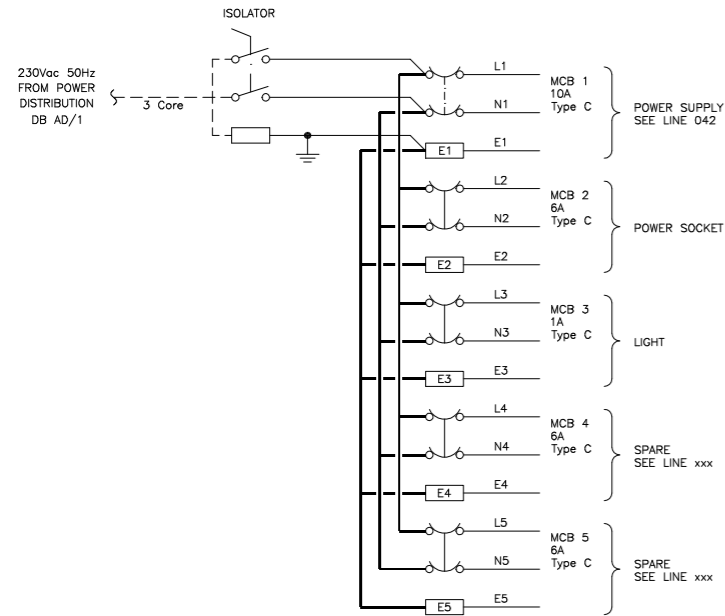 ISOLATOR
230Vac 50Hz
FROM POWER
DISTRIBUTION
DB AD/1
3 Core
L1
N1
E1
E1
MCB 1
10A
Type C
POWER SUPPLY
SEE LINE 042
L2
N2
E2
E2
MCB 2
6A
Type C
POWER SOCKET
L3
N3
E3
E3
MCB 3
1A
Type C
LIGHT
L4
N4
E4
E4
MCB 4
6A
Type C
SPARE
SEE LINE xxx
L5
N5
E5
E5
MCB 5
6A
Type C
SPARE
SEE LINE xxx